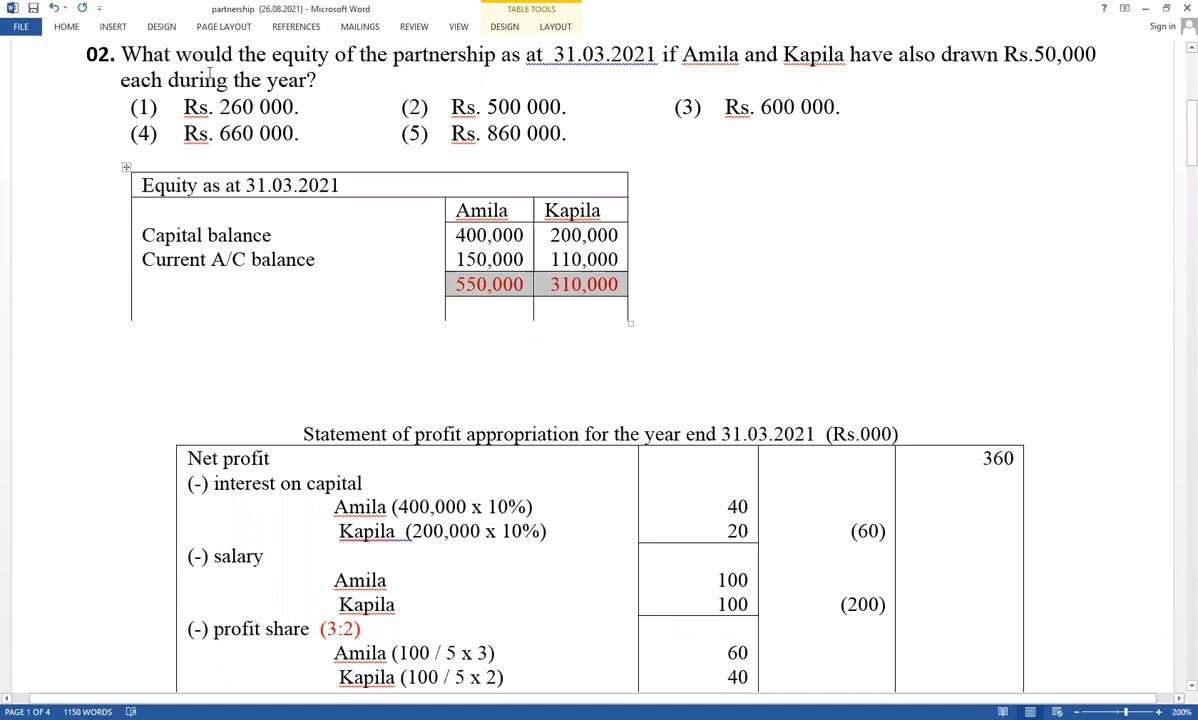 partnership (26.08.2021) - Microsoft Word
TABLE TOOLS
?
FILE HOME INSERT DESIGN PAGE LAYOUT REFERENCES MAILINGS REVIEW VIEW DESIGN LAYOUT Sign in
02. What would the equity of the partnership as at 31.03.2021 if Amila and Kapila have also drawn Rs.50,000
each during the year?
(1) Rs. 260 000. (2) Rs. 500 000. (3) Rs. 600 000.
(4) Rs. 660 000. (5) Rs. 860 000.
Equity as at 31.03.2021
Amila Kapila
Capital balance 400,000 200,000
Current A/C balance 150,000 110,000
550,000 310,000
Statement of profit appropriation for the year end 31.03.2021 (Rs.000)
Net profit 360
(-) interest on capital
Amila (400,000 x 10%) 40
Kapila (200,000 x 10%) 20 (60)
(-) salary
Amila 100
Kapila 100 (200)
(-) profit share (3:2)
Amila (100 / 5 x 3) 60
Kapila (100 / 5 x 2) 40
PAGE 1 OF 4 1150 WORDS 200%